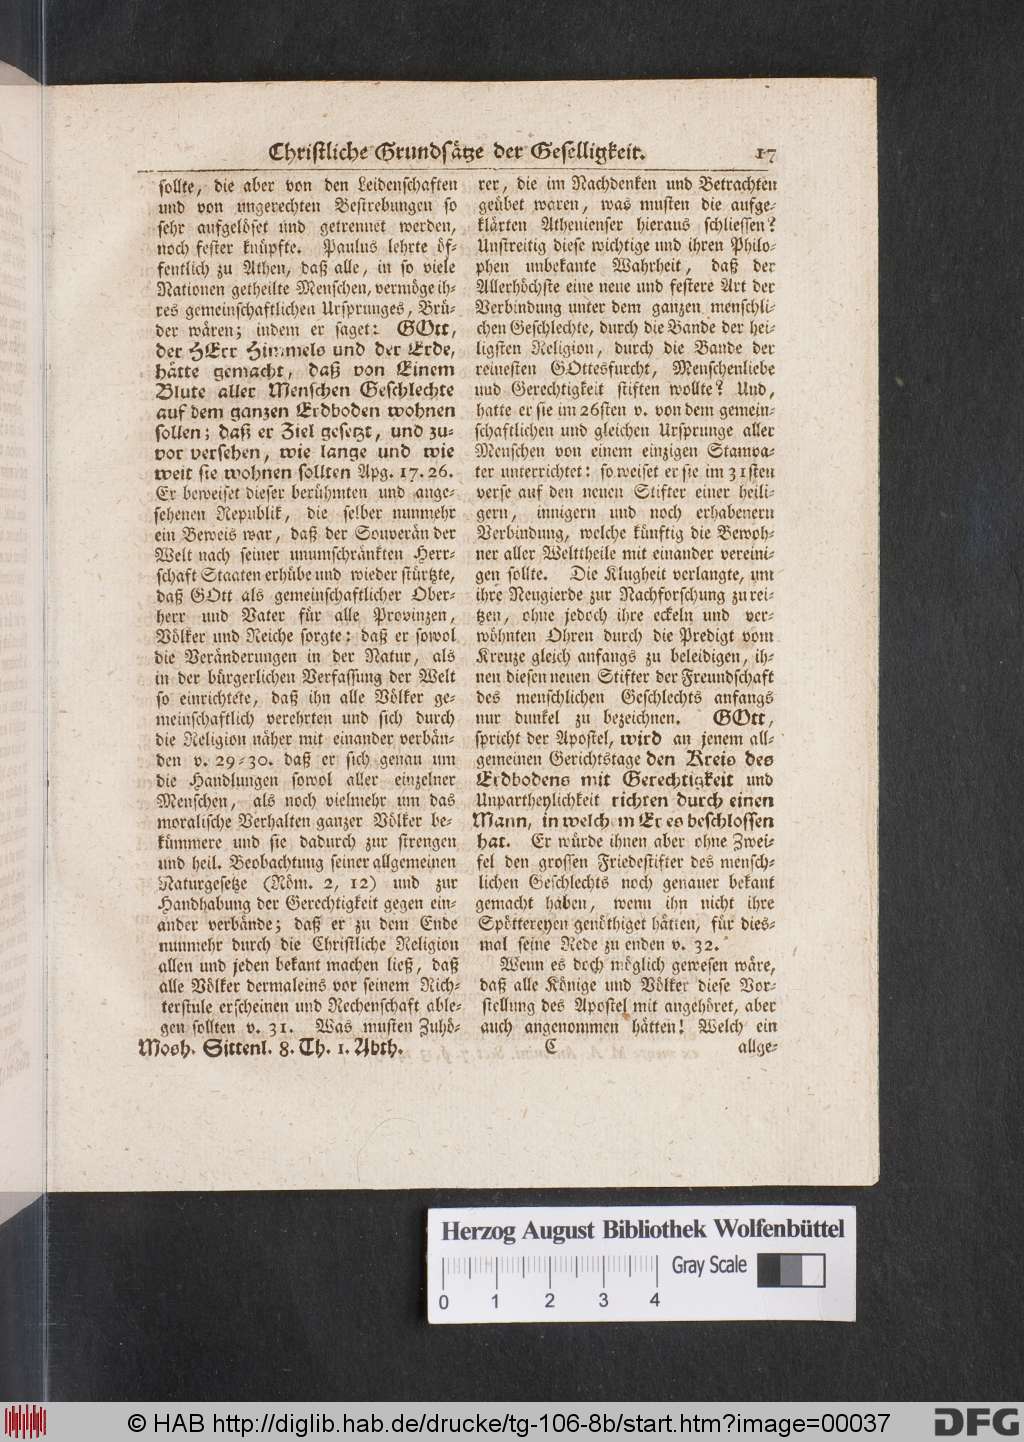 Christliche Grundsätze der Geselligkeit. 17
sollte, die aber von den Leidenschaften
und von ungerechten Bestrebungen so
sehr aufgelöset und getrennet werden,
noch fester knüpfte. Paulus lehrte öf-
fentlich zu Athen, daß alle, in so viele
Nationen getheilte Menschen, vermöge ih-
res gemeinschaftlichen Ursprunges, Brü-
der wären; indem er saget: GOtt,
der HErr Himmels und der Erde,
hätte gemacht, daß von Einem
Blute aller Menschen Geschlechte
auf dem ganzen Erdboden wohnen
sollen; daß er Ziel gesetzt, und zu-
vor versehen, wie lange und wie
weit sie wohnen sollten Apg. 17. 26.
Er beweiset dieser berühmten und ange-
sehenen Republik, die selber nunmehr
ein Beweis war, daß der Souverän der
Welt nach seiner unumschränkten Herr-
schaft Staaten erhübe und wieder stürtzte,
daß GOtt als gemeinschaftlicher Ober-
herr und Vater für alle Provinzen,
Völker und Reiche sorgte: daß er sowol
die Veränderungen in der Natur, als
in der bürgerlichen Verfassung der Welt
so einrichtete, daß ihn alle Völker ge-
meinschaftlich verehrten und sich durch
die Religion näher mit einander verbän-
den v. 29-30. daß er sich genau um
die Handlungen sowol aller einzelner
Menschen, als noch vielmehr um das
moralische Verhalten ganzer Völker be-
kümmere und sie dadurch zur strengen
und heil. Beobachtung seiner allgemeinen
Naturgesetze (Röm. 2, 12) und zur
Handhabung der Gerechtigkeit gegen ein-
ander verbände; daß er zu dem Ende
nunmehr durch die Christliche Religion
allen und jeden bekant machen ließ, daß
alle Völker dermaleins vor seinem Rich-
terstule erscheinen und Rechenschaft able-
gen sollten v. 31. Was musten Zuhö-
Mosh. Sittenl. 8. Th. 1. Abth.
rer, die im Nachdenken und Betrachten
geübet waren, was musten die aufge-
klärten Athenienser hieraus schliessen?
Unstreitig diese wichtige und ihren Philo-
phen unbekante Wahrheit, daß der
Allerhöchste eine neue und festere Art der
Verbindung unter dem ganzen menschli-
chen Geschlechte, durch die Bande der hei-
ligsten Religion, durch die Bande der
reinesten GOttesfurcht, Menschenliebe
und Gerechtigkeit stiften wollte? Und,
hatte er sie im 26sten v. von dem gemein-
schaftlichen und gleichen Ursprunge aller
Menschen von einem einzigen Stamva-
ter unterrichtet: so weiset er sie im 31sten
verse auf den neuen Stifter einer heili-
gern, innigern und noch erhabenern
Verbindung, welche künftig die Bewoh-
ner aller Welttheile mit einander vereini-
gen sollte. Die Klugheit verlangte, um
ihre Neugierde zur Nachforschung zu rei-
tzen, ohne jedoch ihre eckeln und ver-
wöhnten Ohren durch die Predigt vom
Kreuze gleich anfangs zu beleidigen, ih-
nen diesen neuen Stifter der Freundschaft
des menschlichen Geschlechts anfangs
nur dunkel zu bezeichnen. GOtt,
spricht der Apostel, wird an jenem all-
gemeinen Gerichtstage den Kreis des
Erdbodens mit Gerechtigkeit und
Unpartheylichkeit richten durch einen
Mann, in welchem Er es beschlossen
hat. Er würde ihnen aber ohne Zwei-
fel den grossen Friedestifter des mensch-
lichen Geschlechts noch genauer bekant
gemacht haben, wenn ihn nicht ihre
Spöttereyen genöthiget hätten, für dies-
mal seine Rede zu enden v. 32.
Wenn es doch möglich gewesen wäre,
daß alle Könige und Völker diese Vor-
stellung des Apostel mit angehöret, aber
auch angenommen hätten! Welch ein
C allge-
Herzog August Bibliothek Wolfenbüttel
Gray Scale
0 1 2 3 4
© HAB http://diglib.hab.de/drucke/tg-106-8b/start.htm?image=00037
DFG